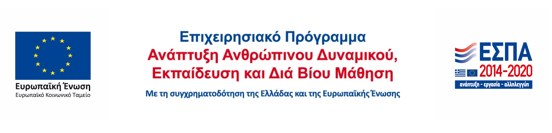 Ευρωπαϊκή Ένωση
Ευρωπαϊκό Κοινωνικό Ταμείο
Επιχειρησιακό Πρόγραμμα
Ανάπτυξη Ανθρώπινου Δυναμικού,
Εκπαίδευση και Διά Βίου Μάθηση
Με τη συγχρηματοδότηση της Ελλάδας και της Ευρωπαϊκής Ένωσης
ΕΣΠΑ
2014-2020
ανάπτυξη - εργασία - αλληλεγγύη